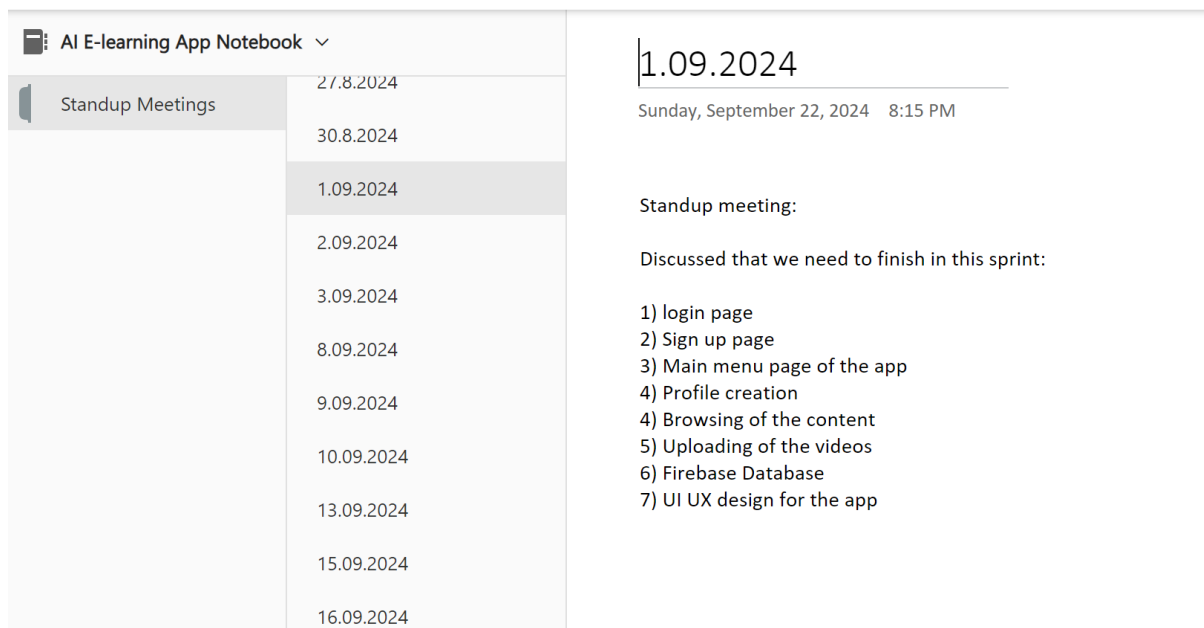 AI E-learning App Notebook
Standup Meetings
27.8.2024
30.8.2024
1.09.2024
2.09.2024
3.09.2024
8.09.2024
9.09.2024
10.09.2024
13.09.2024
15.09.2024
16.09.2024
1.09.2024
Sunday, September 22, 2024 8:15 PM
Standup meeting:
Discussed that we need to finish in this sprint:
1) login page
2) Sign up page
3) Main menu page of the app
4) Profile creation
4) Browsing of the content
5) Uploading of the videos
6) Firebase Database
7) UI UX design for the app